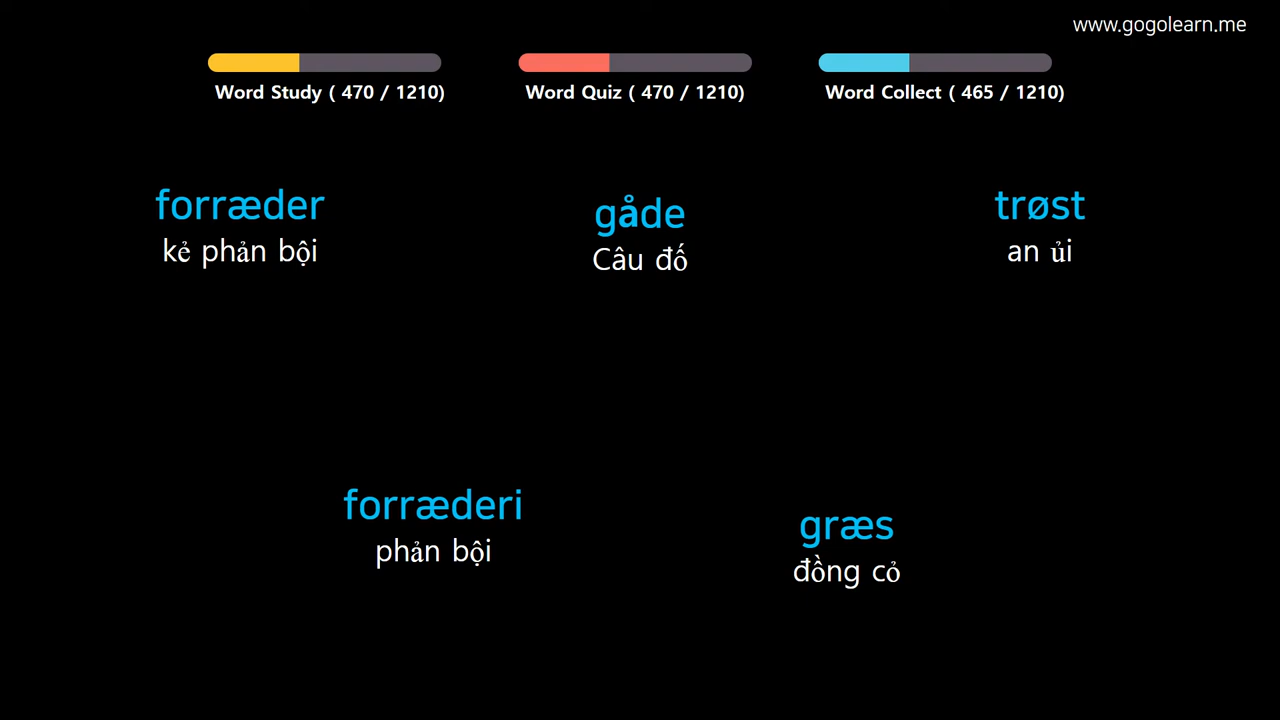 www.gogolearn.me
Word Study ( 470 / 1210)
Word Quiz ( 470 / 1210)
Word Collect ( 465 / 1210)
forræder
kẻ phản bội
gåde
Câu đố
trøst
an ủi
forræderi
phản bội
græs
đồng cỏ